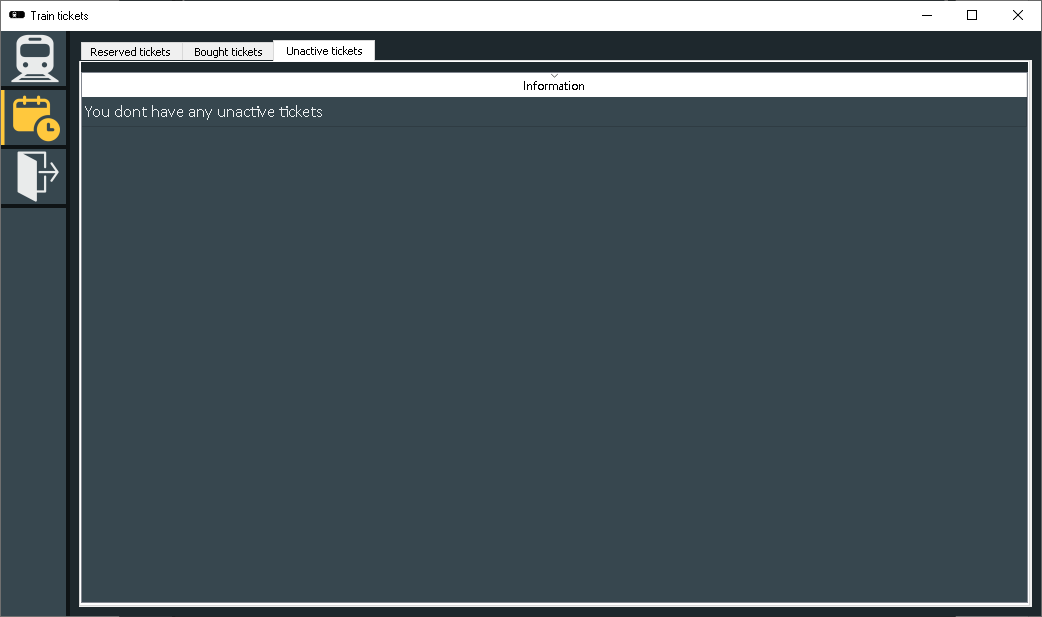 Train tickets
Reserved tickets Bought tickets Unactive tickets
Information
You dont have any unactive tickets